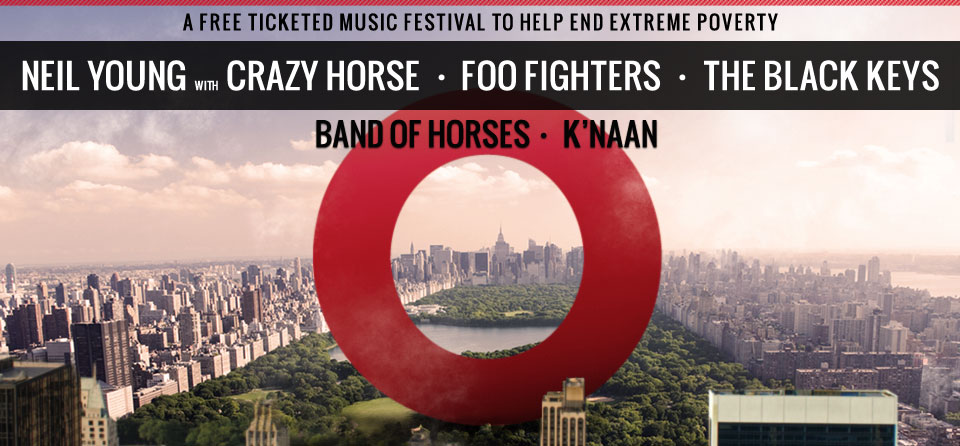 A FREE TICKETED MUSIC FESTIVAL TO HELP END EXTREME POVERTY
NEIL YOUNG WITH CRAZY HORSE • FOO FIGHTERS • THE BLACK KEYS
BAND OF HORSES • K'NAAN